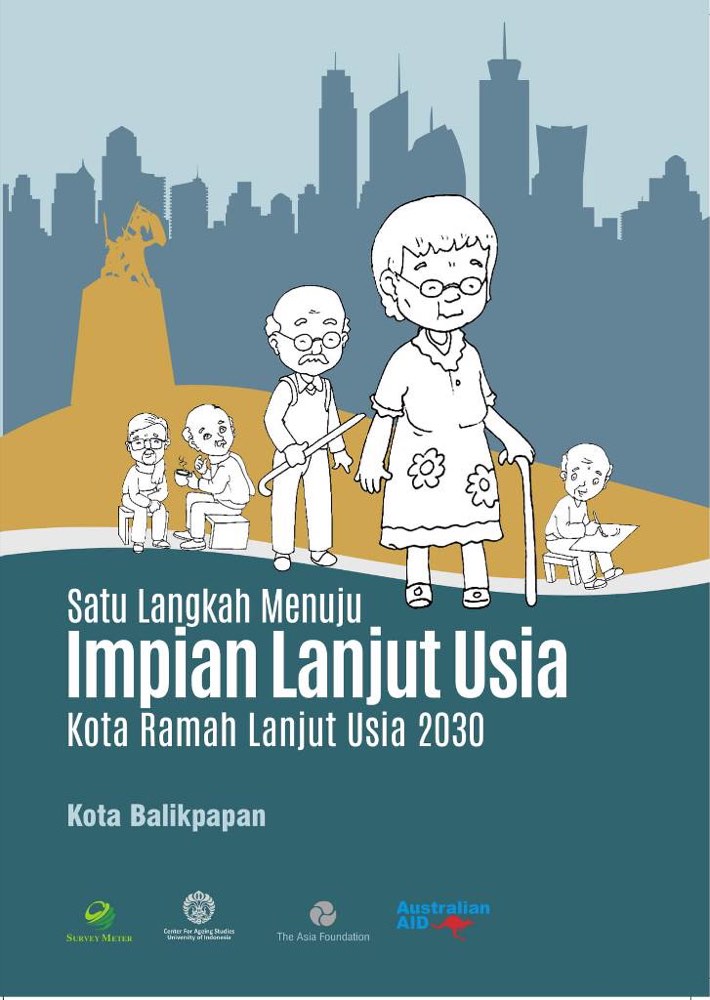 Satu Langkah Menuju
Impian Lanjut Usia
Kota Ramah Lanjut Usia 2030
Kota Balikpapan
SURVEY METER
Center For Ageing Studies
University of Indonesia
The Asia Foundation
Australian
AID